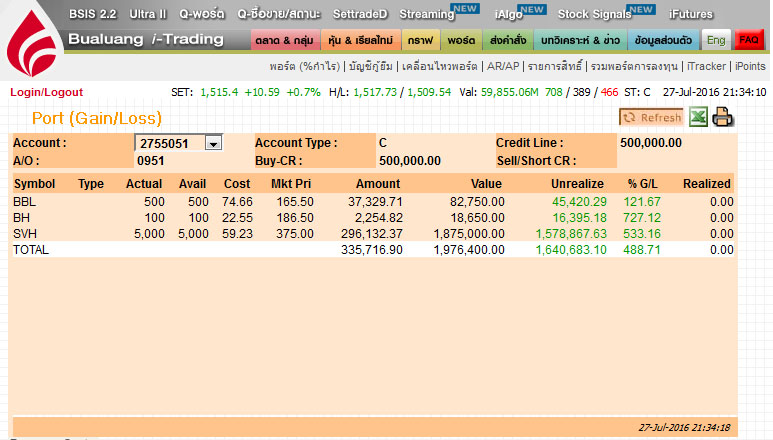 BSIS 2.2 Ultra II Q-พอร์ต Q-ซื้อขาย/สถานะ SettradeD Streaming NEW iAlgo NEW Stock Signals NEW iFutures
Bualuang i-Trading ตลาด & กลุ่ม หุ้น & เรียลไทม์ กราฟ พอร์ต ส่งคำสั่ง บทวิเคราะห์ & ข่าว ข้อมูลส่วนตัว Eng FAQ
พอร์ต (%กำไร) | บัญชีกู้ยืม | เคลื่อนไหวพอร์ต | AR/AP | รายการสิทธิ์ | รวมพอร์ตการลงทุน | iTracker | iPoints
Login/Logout SET: 1,515.4 +10.59 +0.7% H/L: 1,517.73 / 1,509.54 Val: 59,855.06M 708 / 389 / 466 ST: C 27-Jul-2016 21:34:10
Port (Gain/Loss) Refresh
Account : 2755051 Account Type : C Credit Line : 500,000.00
A/O : 0951 Buy-CR : 500,000.00 Sell/Short CR :
Symbol Type Actual Avail Cost Mkt Pri Amount Value Unrealize % G/L Realized
BBL 500 500 74.66 165.50 37,329.71 82,750.00 45,420.29 121.67 0.00
BH 100 100 22.55 186.50 2,254.82 18,650.00 16,395.18 727.12 0.00
SVH 5,000 5,000 59.23 375.00 296,132.37 1,875,000.00 1,578,867.63 533.16 0.00
TOTAL 335,716.90 1,976,400.00 1,640,683.10 488.71 0.00
27-Jul-2016 21:34:18